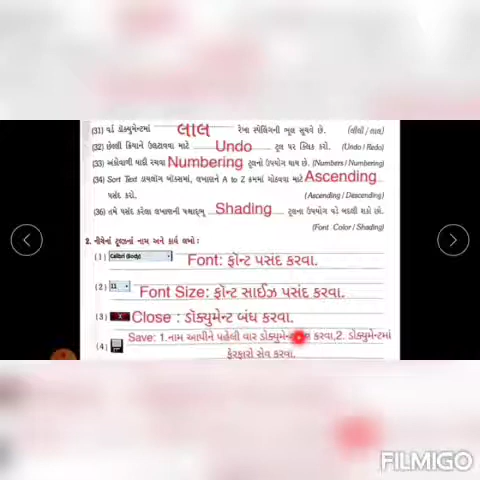 (31) વર્ડ ડૉક્યુમેન્ટમાં લાલ રેખા સ્પેલિંગની ભૂલ સૂચવે છે. (લીલી / લાલ)
(32) છેલ્લી ક્રિયાને ઉલટાવવા માટે Undo ટૂલ પર ક્લિક કરો. (Undo / Redo)
(33) અંકોવાળી યાદી રચવા Numbering ટૂલનો ઉપયોગ થાય છે. (Numbers / Numbering)
(34) Sort Text ડાયલૉગ બૉક્સમાં, લખાણને A to Z ક્રમમાં ગોઠવવા માટે Ascending
પસંદ કરો. (Ascending / Descending)
(36) તમે પસંદ કરેલા લખાણની પશ્ચાદ્ભૂ Shading ટૂલના ઉપયોગ વડે બદલી શકો છો.
(Font Color / Shading)
2. નીચેનાં ટૂલ્સનાં નામ અને કાર્ય લખો :
(1) Calibri (Body) Font: ફૉન્ટ પસંદ કરવા.
(2) 11 Font Size: ફૉન્ટ સાઈઝ પસંદ કરવા.
(3) Close : ડૉક્યુમેન્ટ બંધ કરવા.
(4) Save: 1.નામ આપીને પહેલી વાર કરવા,2. ડૉક્યુમેન્ટમાં
ફેરફારો સેવ કરવા.
FILMIGO